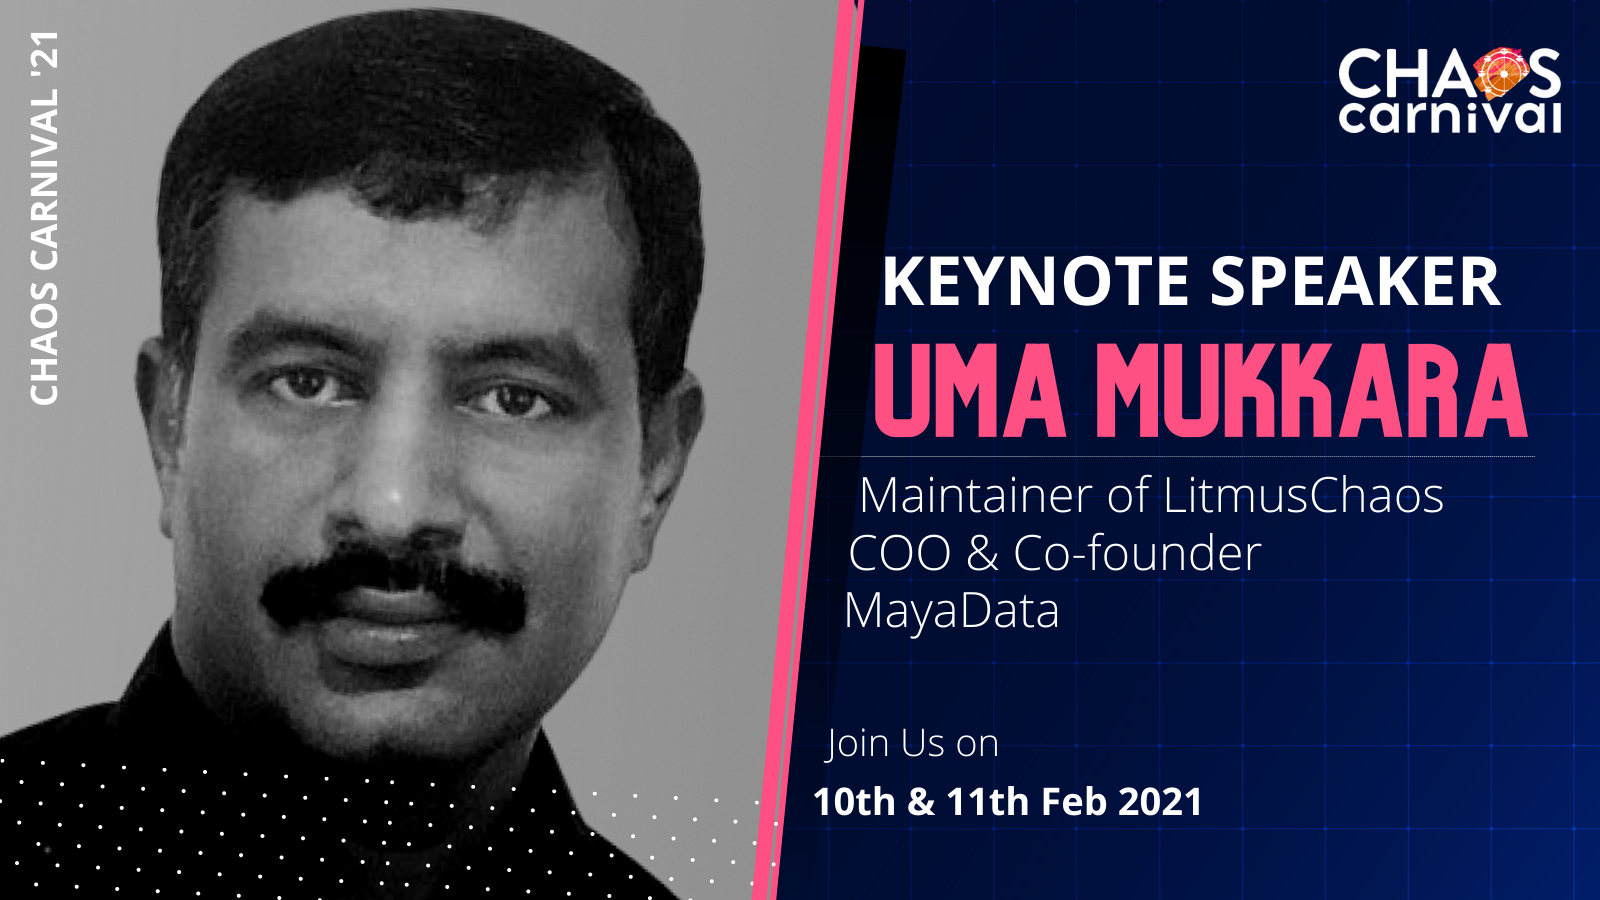 CHAOS CARNIVAL '21
CHAOS
carnival
KEYNOTE SPEAKER
UMA MUKKARA
Maintainer of LitmusChaos
COO & Co-founder
MayaData
Join Us on
10th & 11th Feb 2021